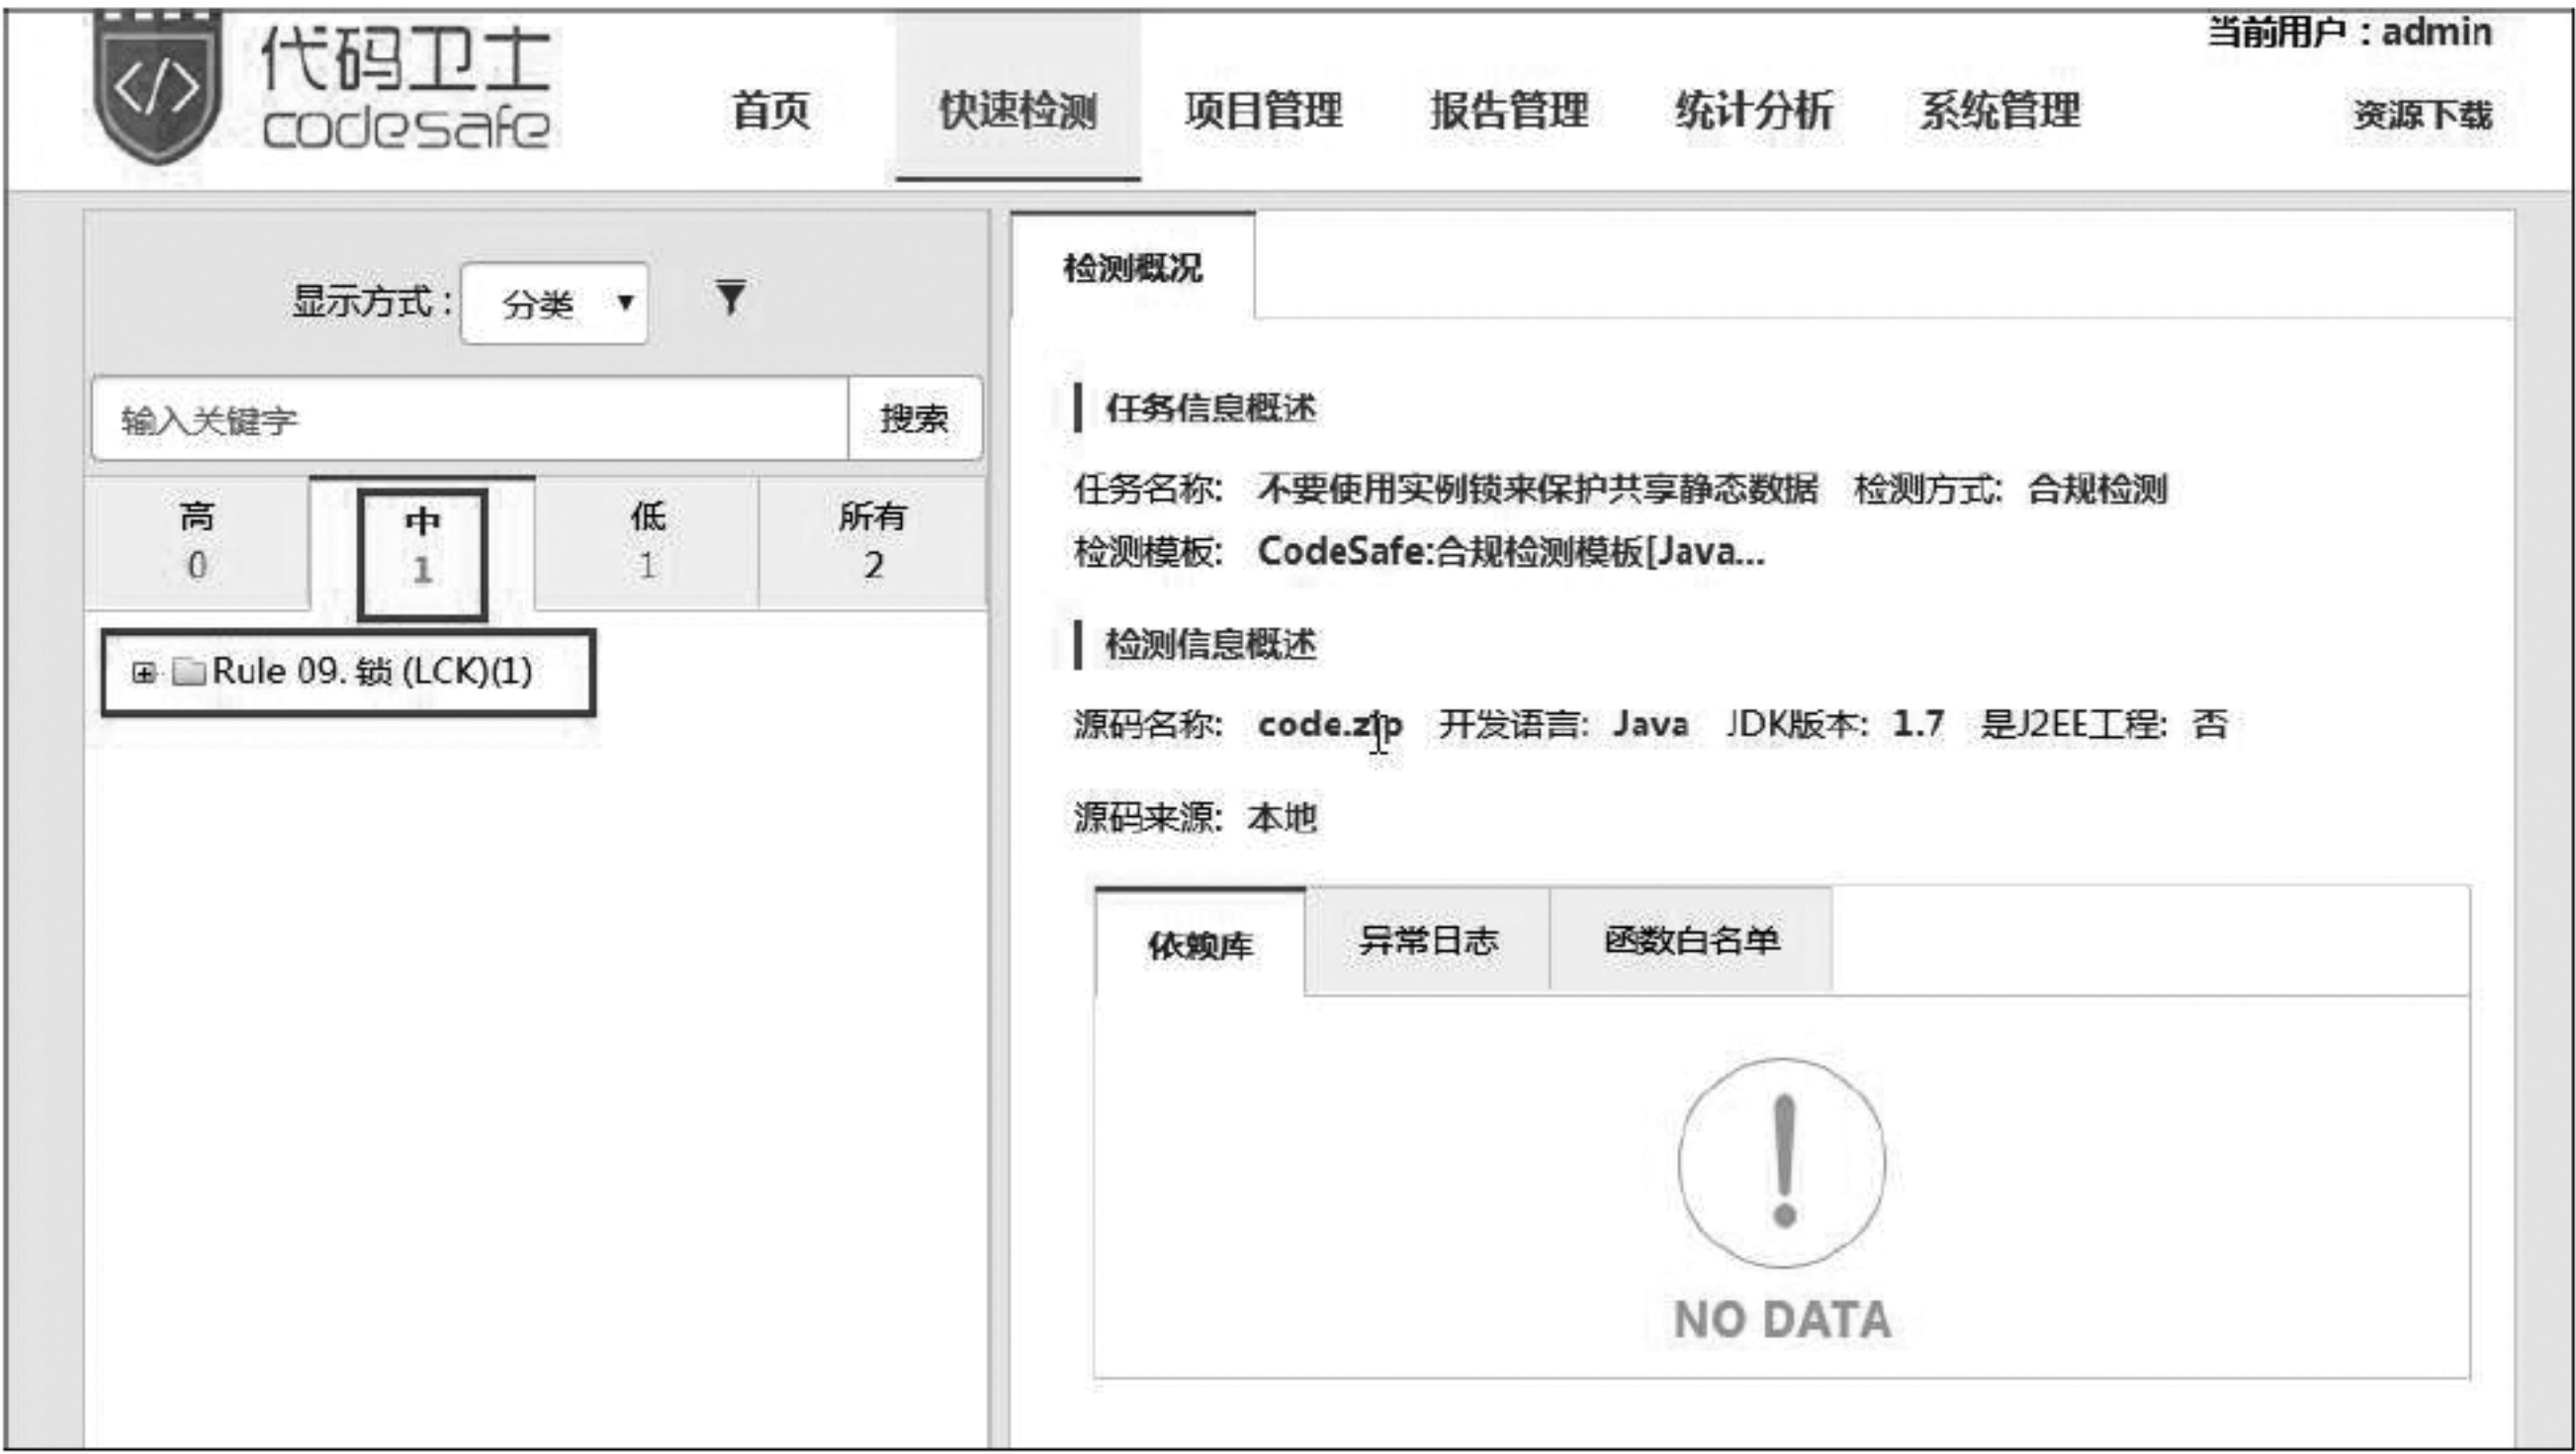 当前用户：admin
代码卫士
codesafe
首页 快速检测 项目管理 报告管理 统计分析 系统管理 资源下载
显示方式： 分类
输入关键字 搜索
高 中 低 所有
0 1 1 2
Rule 09. 锁 (LCK)(1)
检测概况
任务信息概述
任务名称: 不要使用实例锁来保护共享静态数据 检测方式: 合规检测
检测模板: CodeSafe:合规检测模板[Java...
检测信息概述
源码名称: code.zip 开发语言: Java JDK版本: 1.7 是J2EE工程: 否
源码来源: 本地
依赖库 异常日志 函数白名单
NO DATA